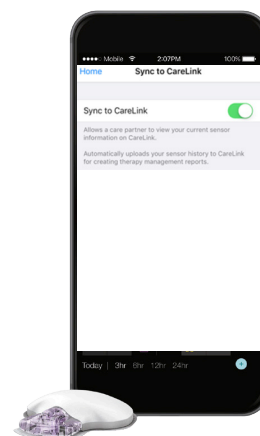 ●●●●○ Mobile 2:07PM 100%
Home Sync to CareLink
Sync to CareLink
Allows a care partner to view your current sensor
information on CareLink.
Automatically uploads your sensor history to CareLink
for creating therapy management reports.
Today | 3hr 6hr 12hr 24hr